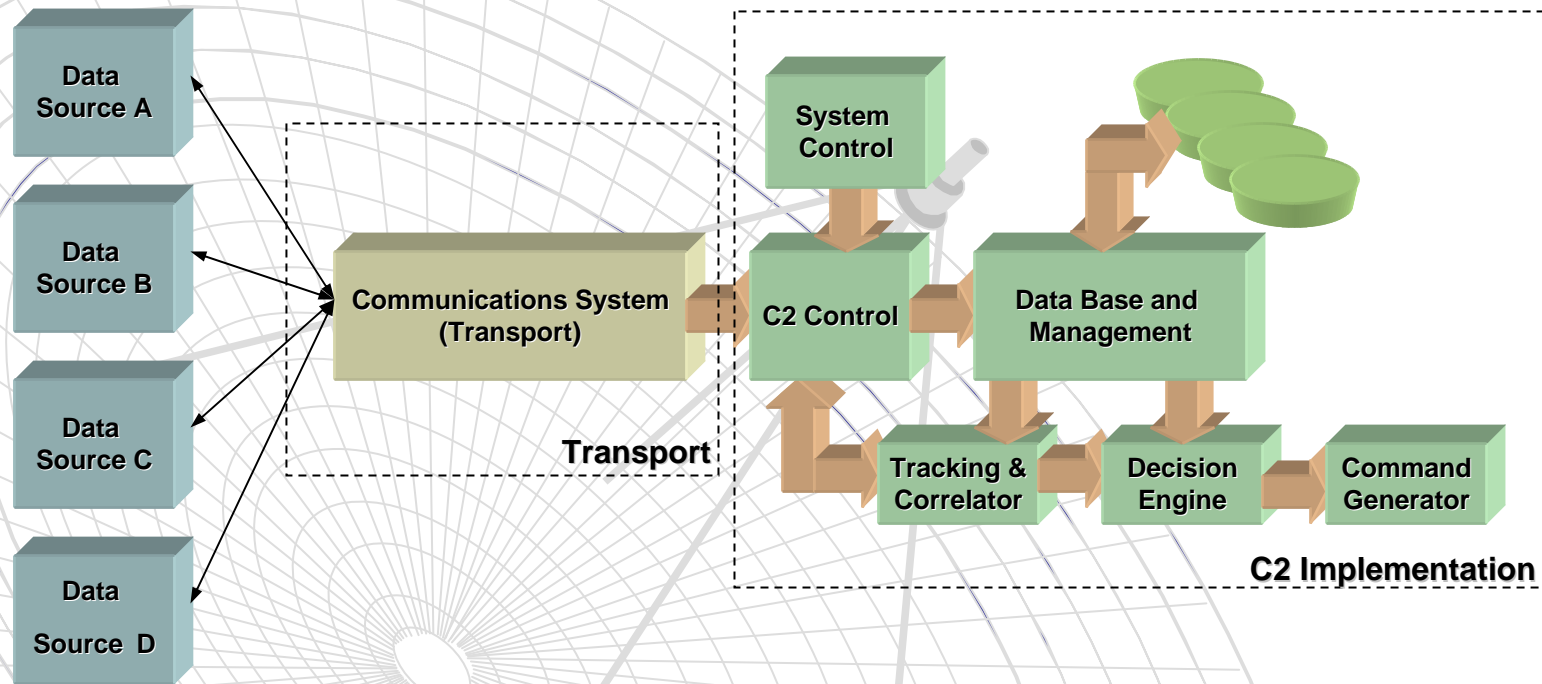 Data
Source A
Data
Source B
Data
Source C
Data
Source D
Communications System
(Transport)
Transport
System
Control
C2 Control
Data Base and
Management
Tracking &
Correlator
Decision
Engine
Command
Generator
C2 Implementation